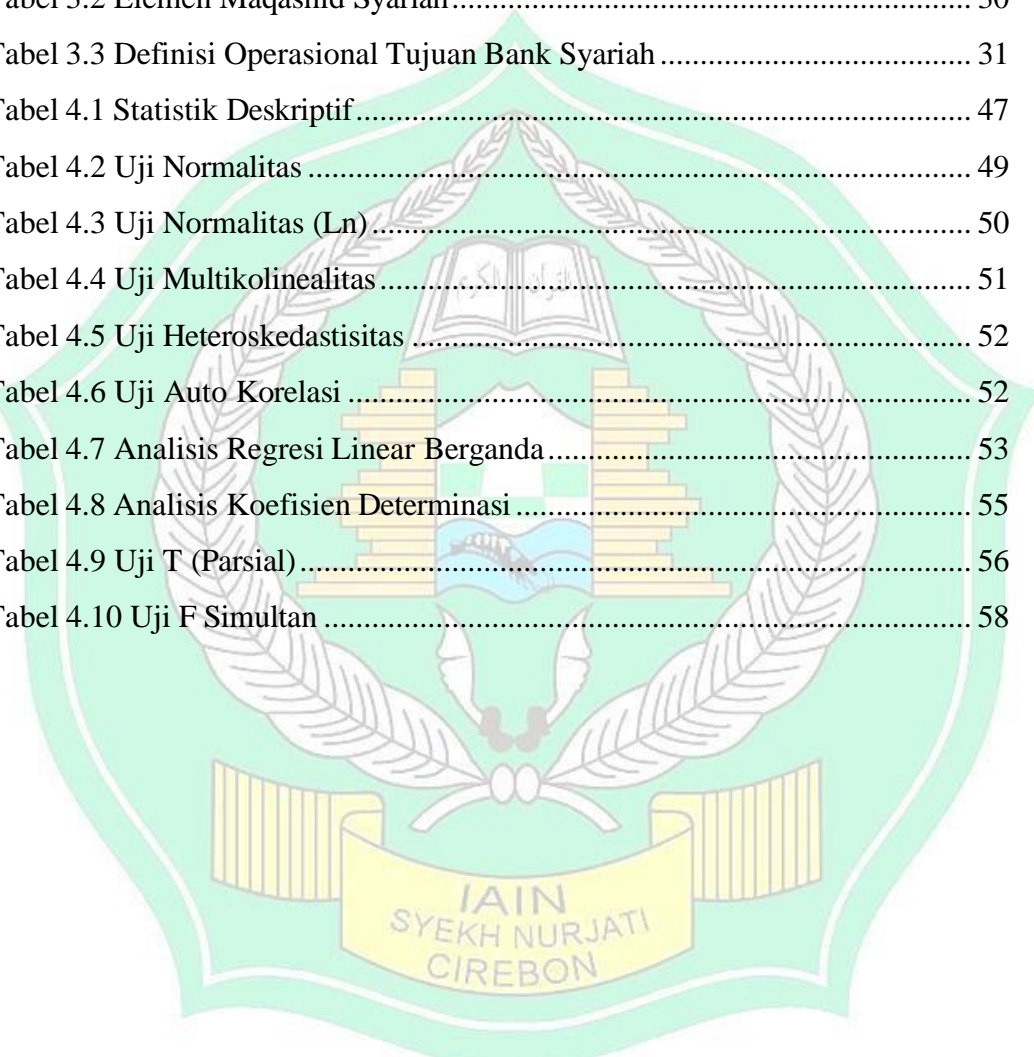 Tabel 3.2 Elemen Maqashid Syariah........................................................................ 30
Tabel 3.3 Definisi Operasional Tujuan Bank Syariah ........................................ 31
Tabel 4.1 Statistik Deskriptif................................................................................ 47
Tabel 4.2 Uji Normalitas ...................................................................................... 49
Tabel 4.3 Uji Normalitas (Ln)............................................................................... 50
Tabel 4.4 Uji Multikolinealitas.............................................................................. 51
Tabel 4.5 Uji Heteroskedastisitas ........................................................................ 52
Tabel 4.6 Uji Auto Korelasi ................................................................................. 52
Tabel 4.7 Analisis Regresi Linear Berganda....................................................... 53
Tabel 4.8 Analisis Koefisien Determinasi ........................................................... 55
Tabel 4.9 Uji T (Parsial)....................................................................................... 56
Tabel 4.10 Uji F Simultan .................................................................................... 58
القرآن الكريم
IAIN
SYEKH NURJATI
CIREBON